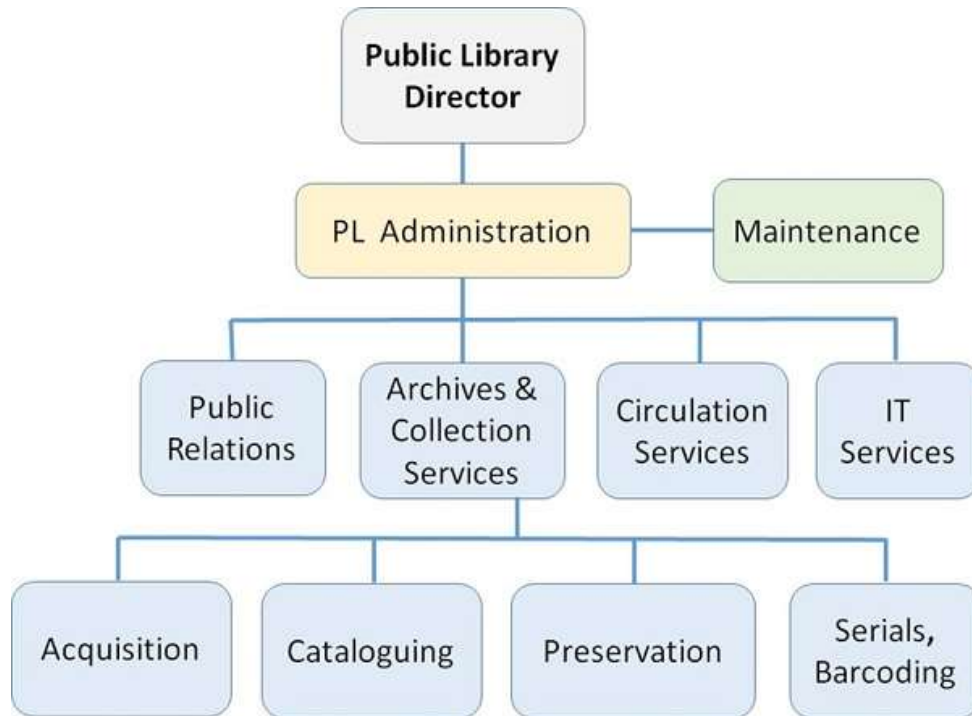 Public Library
Director
PL Administration
Maintenance
Public
Relations
Archives &
Collection
Services
Circulation
Services
IT
Services
Acquisition
Cataloguing
Preservation
Serials,
Barcoding